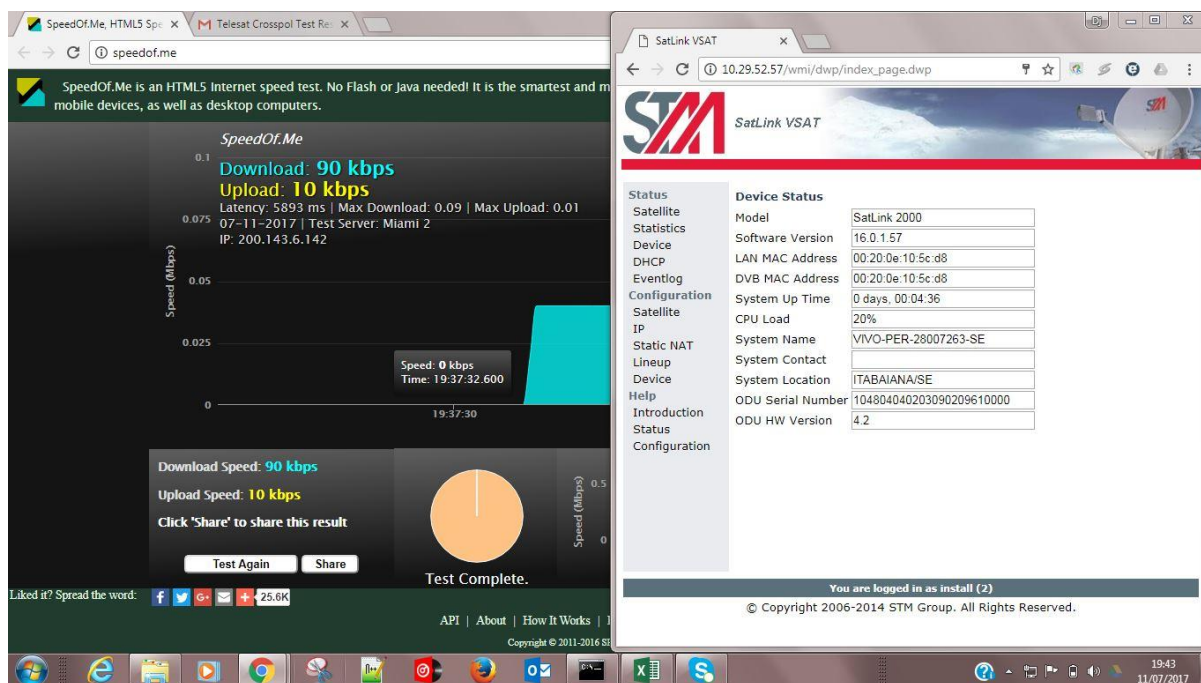 SpeedOf.Me, HTML5 Spe
Telesat Crosspol Test Re
speedof.me
SpeedOf.Me is an HTML5 Internet speed test. No Flash or Java needed! It is the smartest and m
mobile devices, as well as desktop computers.
SpeedOf.Me
Download: 90 kbps
Upload: 10 kbps
Latency: 5893 ms | Max Download: 0.09 | Max Upload: 0.01
07-11-2017 | Test Server: Miami 2
IP: 200.143.6.142
0.1
0.075
0.05
0.025
0
Speed (Mbps)
Speed: 0 kbps
Time: 19:37:32.600
19:37:30
Download Speed: 90 kbps
Upload Speed: 10 kbps
Click 'Share' to share this result
Test Again
Share
Test Complete.
Speed (Mbps)
0.5
0
Liked it? Spread the word:
25.6K
API | About | How It Works |
Copyright © 2011-2016
SatLink VSAT
10.29.52.57/wmi/dwp/index_page.dwp
STM
SatLink VSAT
STM
Status
Satellite
Statistics
Device
DHCP
Eventlog
Configuration
Satellite
IP
Static NAT
Lineup
Device
Help
Introduction
Status
Configuration
Device Status
Model SatLink 2000
Software Version 16.0.1.57
LAN MAC Address 00:20:0e:10:5c:d8
DVB MAC Address 00:20:0e:10:5c:d8
System Up Time 0 days, 00:04:36
CPU Load 20%
System Name VIVO-PER-28007263-SE
System Contact
System Location ITABAIANA/SE
ODU Serial Number 104804040203090209610000
ODU HW Version 4.2
You are logged in as install (2)
© Copyright 2006-2014 STM Group. All Rights Reserved.
19:43
11/07/2017